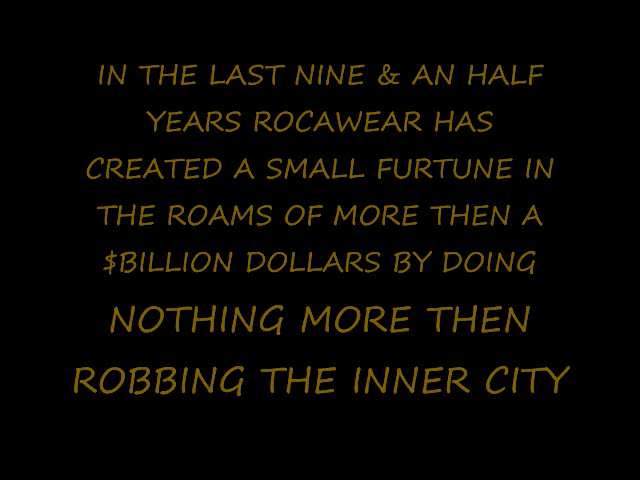 IN THE LAST NINE & AN HALF
YEARS ROCAWEAR HAS
CREATED A SMALL FURTUNE IN
THE ROAMS OF MORE THEN A
$BILLION DOLLARS BY DOING
NOTHING MORE THEN
ROBBING THE INNER CITY